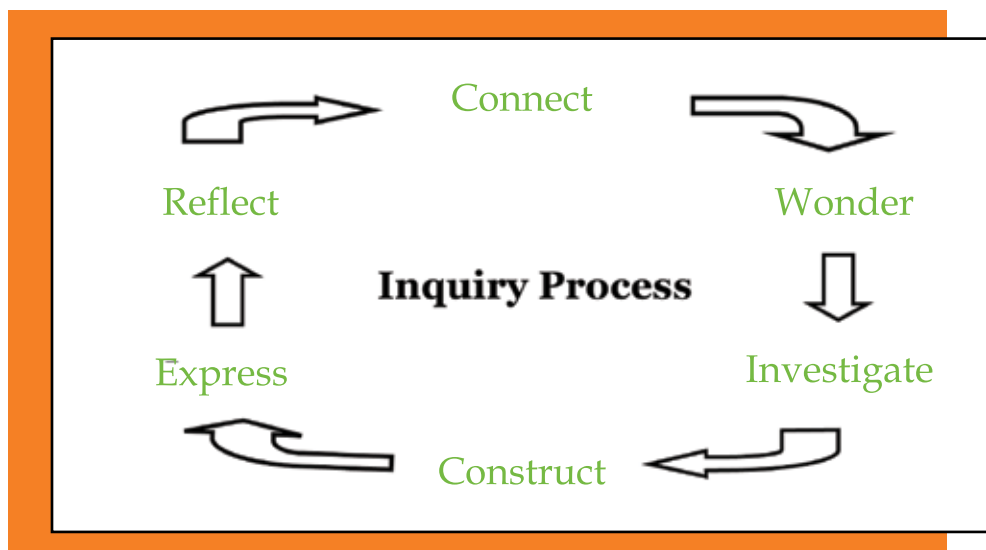 Connect
Reflect
Wonder
Inquiry Process
Express
Investigate
Construct